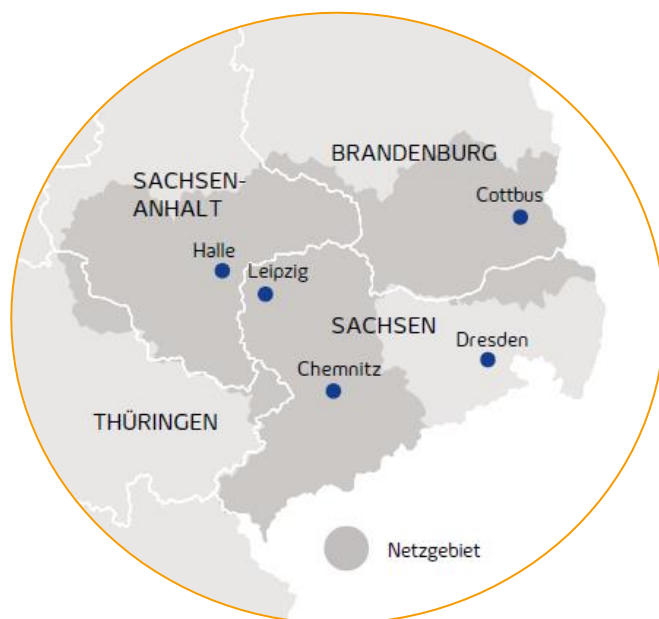 BRANDENBURG
SACHSEN-
ANHALT
Cottbus
Halle
Leipzig
SACHSEN
Dresden
Chemnitz
THÜRINGEN
Netzgebiet